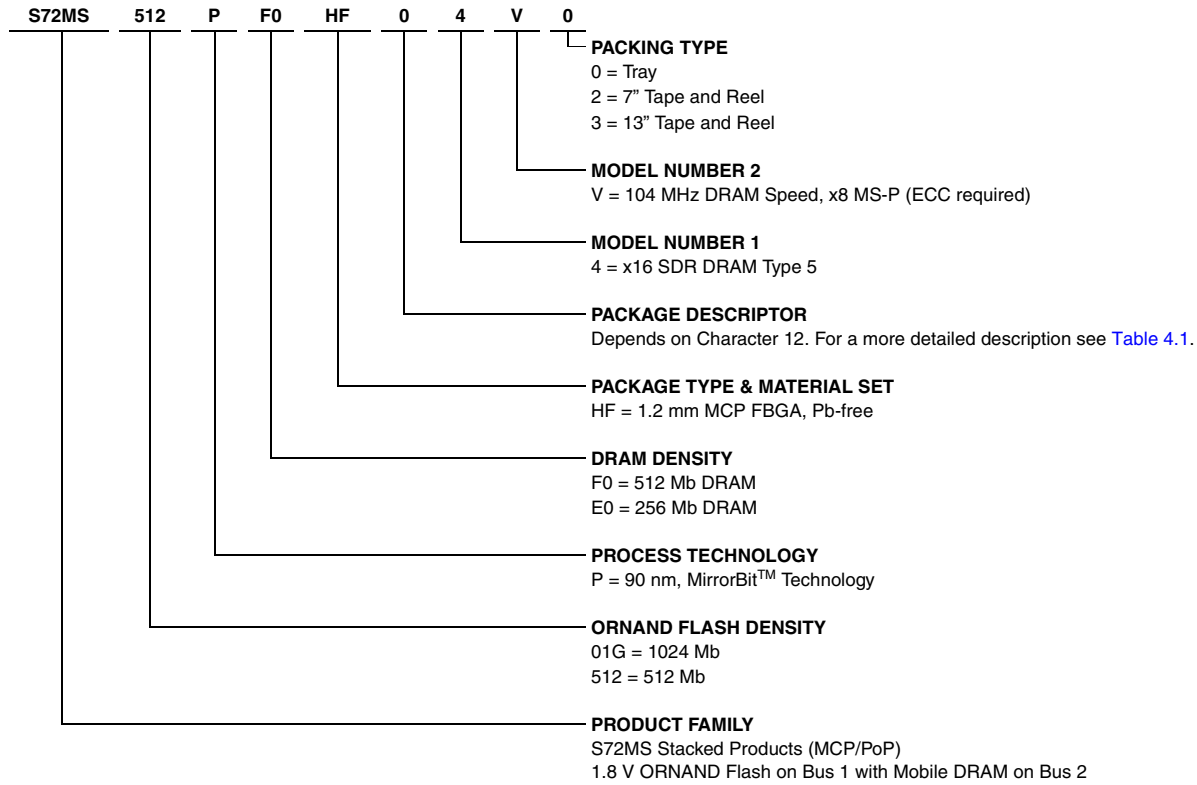 S72MS 512 P F0 HF 0 4 V 0
PACKING TYPE
0 = Tray
2 = 7” Tape and Reel
3 = 13” Tape and Reel
MODEL NUMBER 2
V = 104 MHz DRAM Speed, x8 MS-P (ECC required)
MODEL NUMBER 1
4 = x16 SDR DRAM Type 5
PACKAGE DESCRIPTOR
Depends on Character 12. For a more detailed description see Table 4.1.
PACKAGE TYPE & MATERIAL SET
HF = 1.2 mm MCP FBGA, Pb-free
DRAM DENSITY
F0 = 512 Mb DRAM
E0 = 256 Mb DRAM
PROCESS TECHNOLOGY
P = 90 nm, MirrorBit™ Technology
ORNAND FLASH DENSITY
01G = 1024 Mb
512 = 512 Mb
PRODUCT FAMILY
S72MS Stacked Products (MCP/PoP)
1.8 V ORNAND Flash on Bus 1 with Mobile DRAM on Bus 2